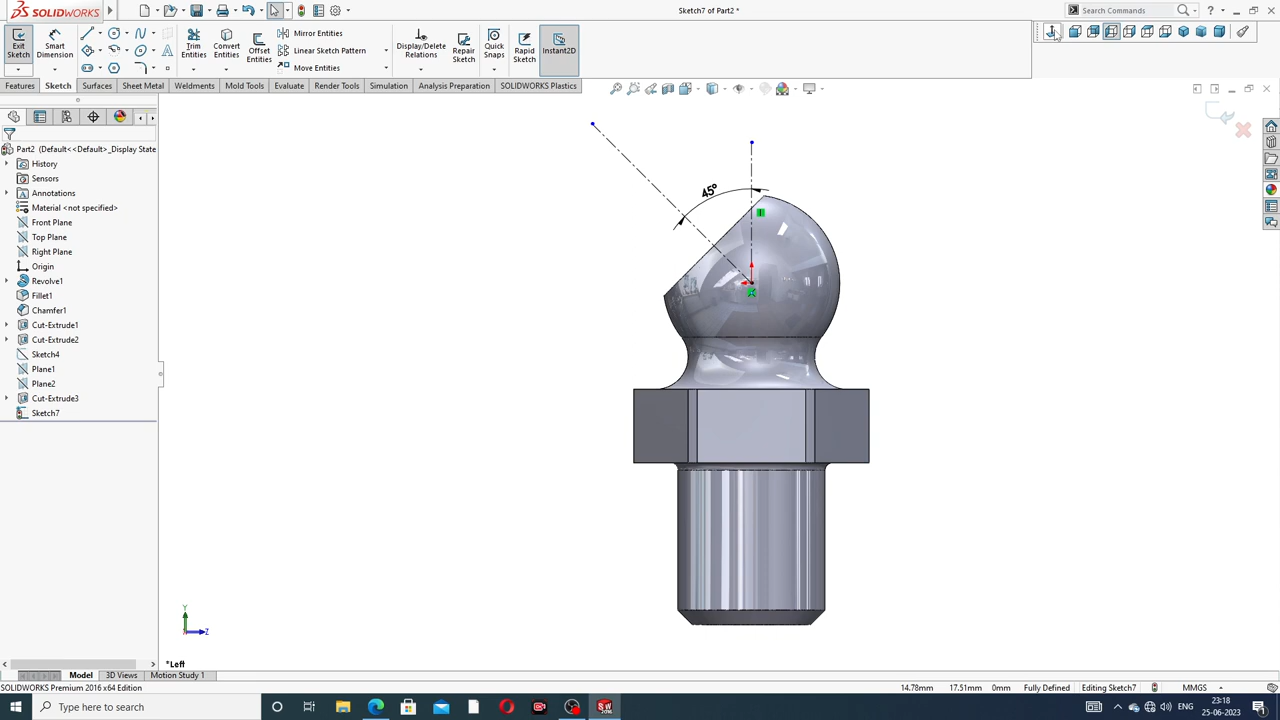 SOLIDWORKS
Sketch7 of Part2 *
Search Commands
Exit Sketch
Smart Dimension
Trim Entities
Convert Entities
Offset Entities
Mirror Entities
Linear Sketch Pattern
Move Entities
Display/Delete Relations
Repair Sketch
Quick Snaps
Rapid Sketch
Instant2D
Features
Sketch
Surfaces
Sheet Metal
Weldments
Mold Tools
Evaluate
Render Tools
Simulation
Analysis Preparation
SOLIDWORKS Plastics
Part2 (Default<<Default>_Display State
History
Sensors
Annotations
Material <not specified>
Front Plane
Top Plane
Right Plane
Origin
Revolve1
Fillet1
Chamfer1
Cut-Extrude1
Cut-Extrude2
Sketch4
Plane1
Plane2
Cut-Extrude3
Sketch7
45°
Y
Z
*Left
Model
3D Views
Motion Study 1
SOLIDWORKS Premium 2016 x64 Edition
14.78mm
17.51mm
0mm
Fully Defined
Editing Sketch7
MMGS
Type here to search
ENG
23:18
25-06-2023